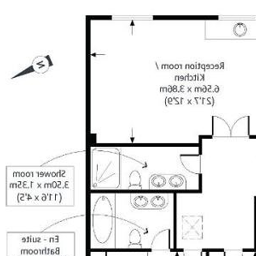 Reception room /
Kitchen
6.56m x 3.86m
(21'7 x 12'9)
N
Shower room
3.50m x 1.35m
(11'6 x 4'5)
En - suite
Bathroom